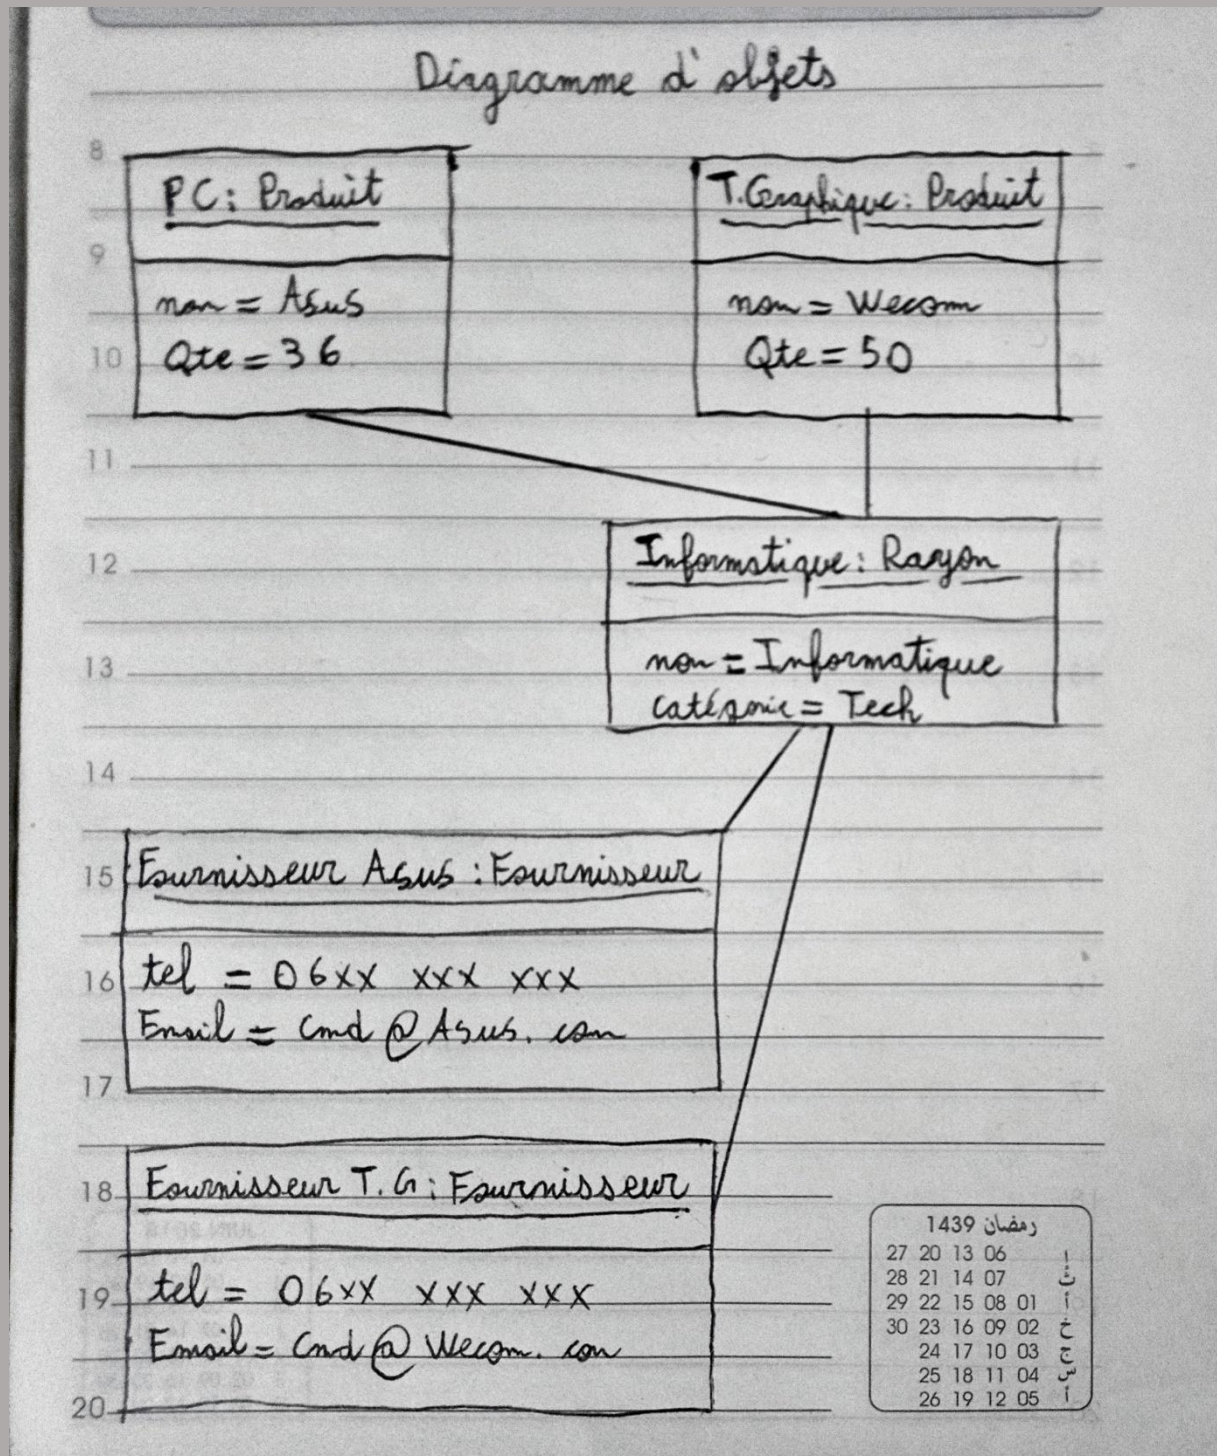 Diagramme d'objets
8
PC : Produit
T.Graphique : Produit
9
nom = Asus
nom = Wecom
10
Qte = 36
Qte = 50
11
12
Informatique : Rayon
13
nom = Informatique
catégorie = Tech
14
15
Fournisseur Asus : Fournisseur
16
tel = 06xx xxx xxx
Email = Cmd @ Asus. com
17
18
Fournisseur T. G : Fournisseur
19
tel = 06xx xxx xxx
Email = Cmd @ Wecom. com
20
رمضان 1439
27 20 13 06
28 21 14 07
29 22 15 08 01
30 23 16 09 02 خ
24 17 10 03 ج
25 18 11 04 س
26 19 12 05